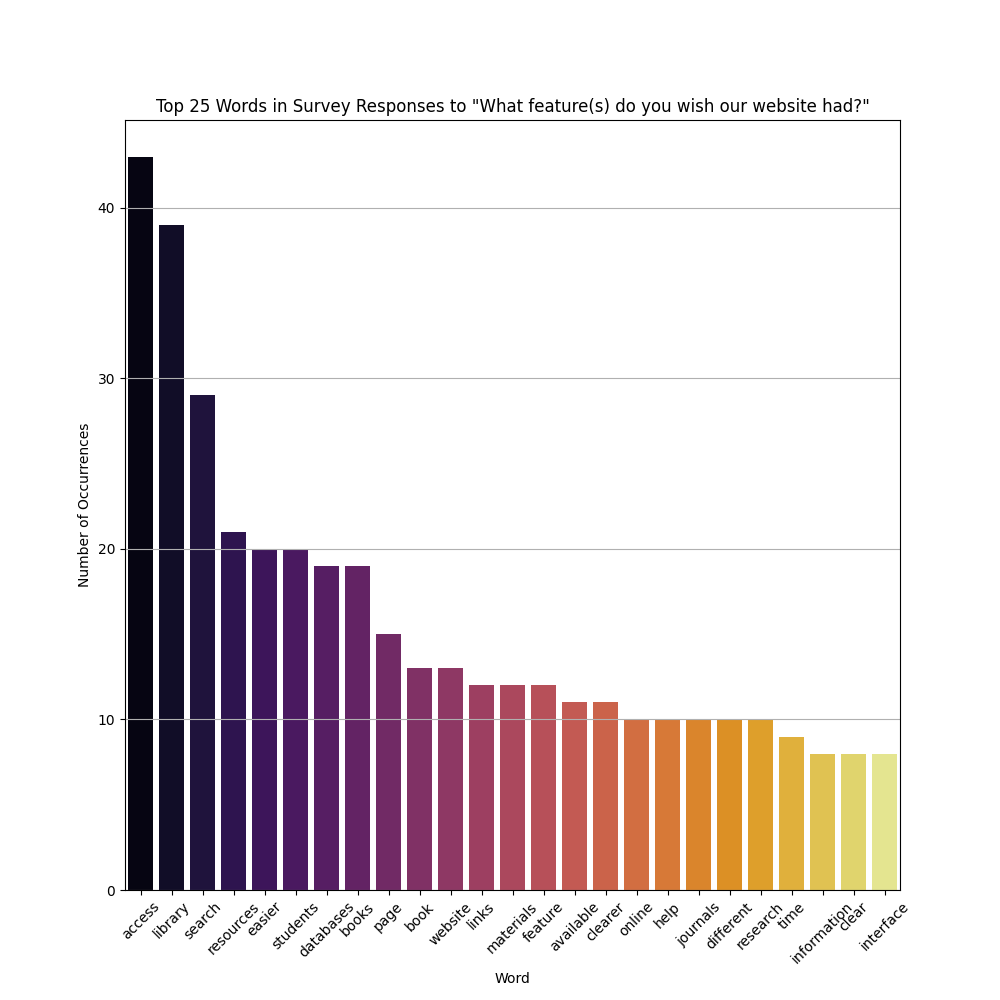 Top 25 Words in Survey Responses to "What feature(s) do you wish our website had?"
Number of Occurrences
40
30
20
10
0
access
library
search
resources
easier
students
databases
books
page
book
website
links
materials
feature
available
clearer
online
help
journals
different
research
time
information
clear
interface
Word